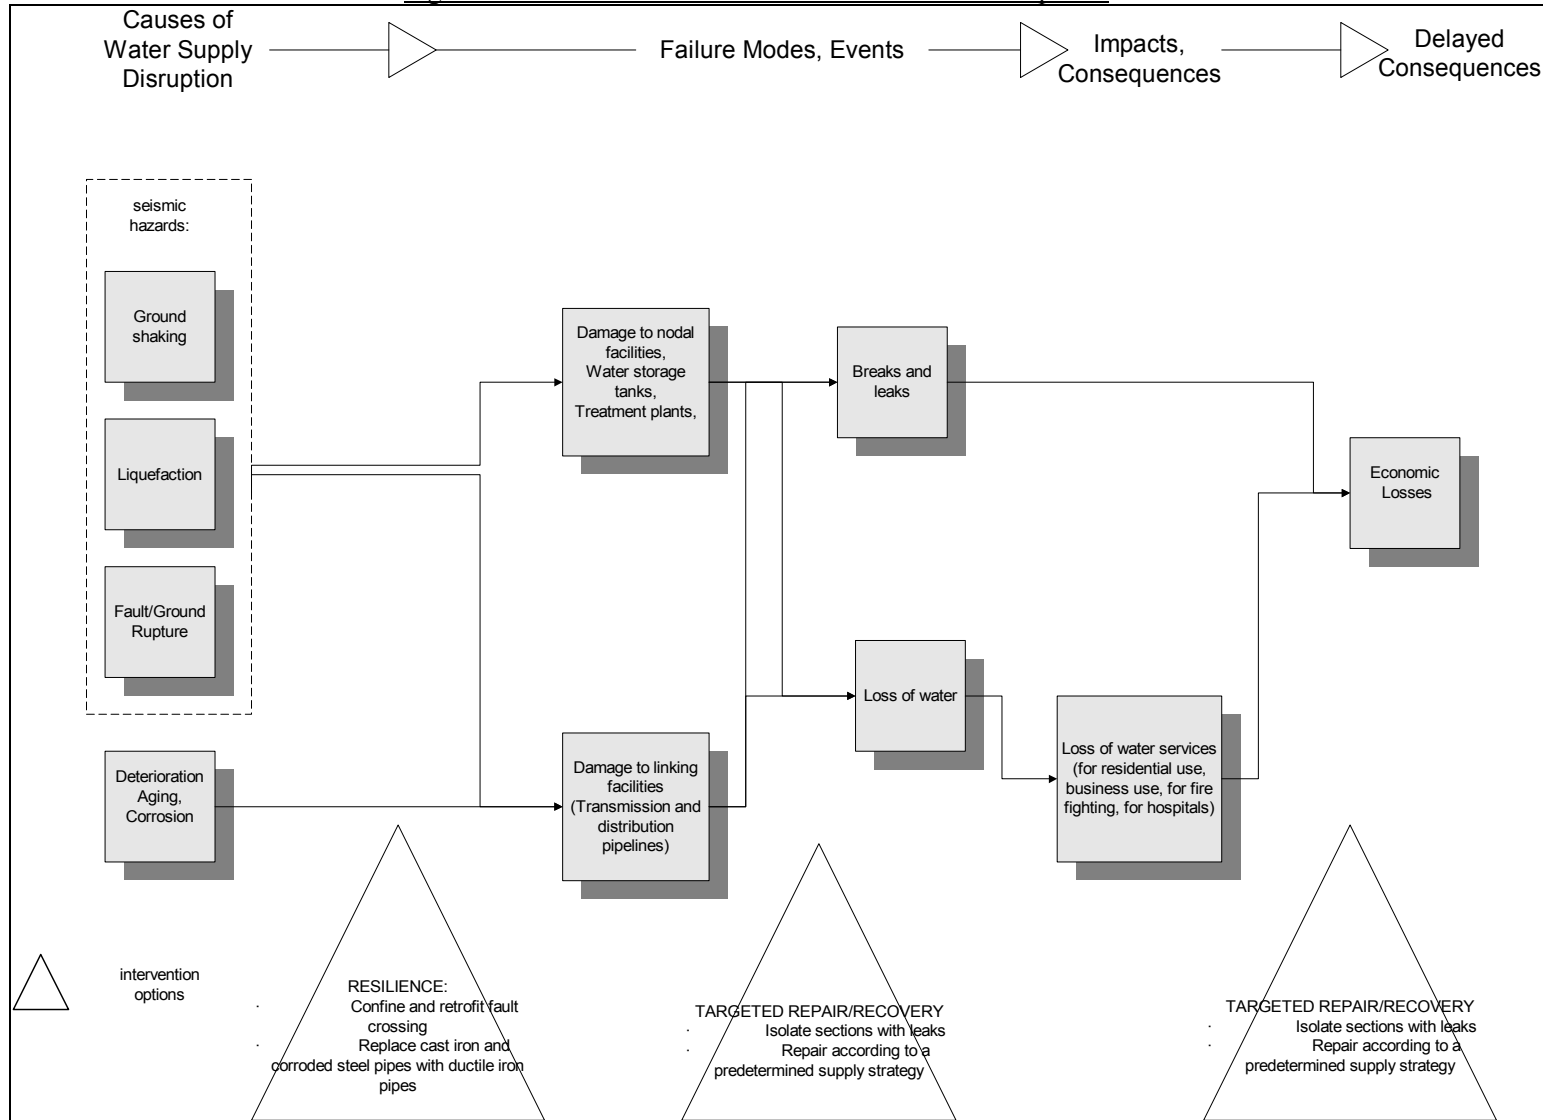 Causes of
Water Supply
Disruption
Failure Modes, Events
Impacts,
Consequences
Delayed
Consequences
seismic
hazards:
Ground
shaking
Liquefaction
Fault/Ground
Rupture
Deterioration
Aging,
Corrosion
Damage to nodal
facilities,
Water storage
tanks,
Treatment plants,
Damage to linking
facilities
(Transmission and
distribution
pipelines)
Breaks and
leaks
Loss of water
Loss of water services
(for residential use,
business use, for fire
fighting, for hospitals)
Economic
Losses
intervention
options
RESILIENCE:
· Confine and retrofit fault
crossing
· Replace cast iron and
corroded steel pipes with ductile iron
pipes
TARGETED REPAIR/RECOVERY
· Isolate sections with leaks
· Repair according to a
predetermined supply strategy
TARGETED REPAIR/RECOVERY
· Isolate sections with leaks
· Repair according to a
predetermined supply strategy